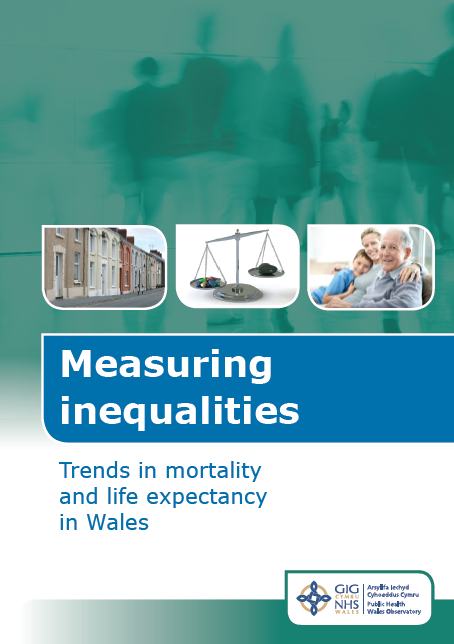 Measuring
inequalities
Trends in mortality
and life expectancy
in Wales
GIG
CYMRU
NHS
WALES
Arsyllfa Iechyd
Cyhoeddus Cymru
Public Health
Wales Observatory